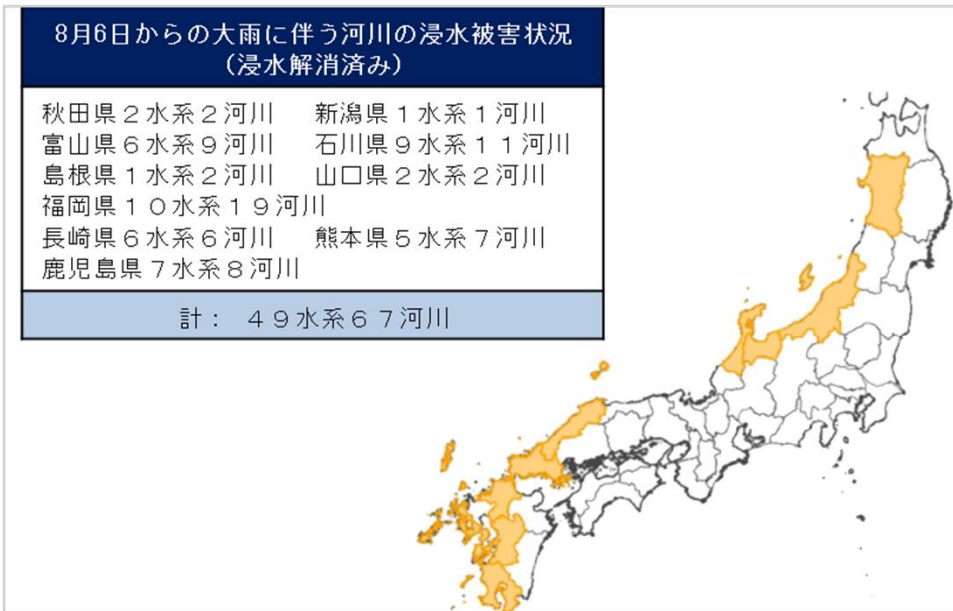 8月6日からの大雨に伴う河川の浸水被害状況
(浸水解消済み)
秋田県２水系２河川　　新潟県１水系１河川
富山県６水系９河川　　石川県９水系１１河川
島根県１水系２河川　　山口県２水系２河川
福岡県１０水系１９河川
長崎県６水系６河川　　熊本県５水系７河川
鹿児島県７水系８河川
計：　４９水系６７河川